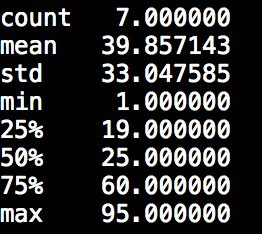 count 7.000000
mean 39.857143
std 33.047585
min 1.000000
25% 19.000000
50% 25.000000
75% 60.000000
max 95.000000